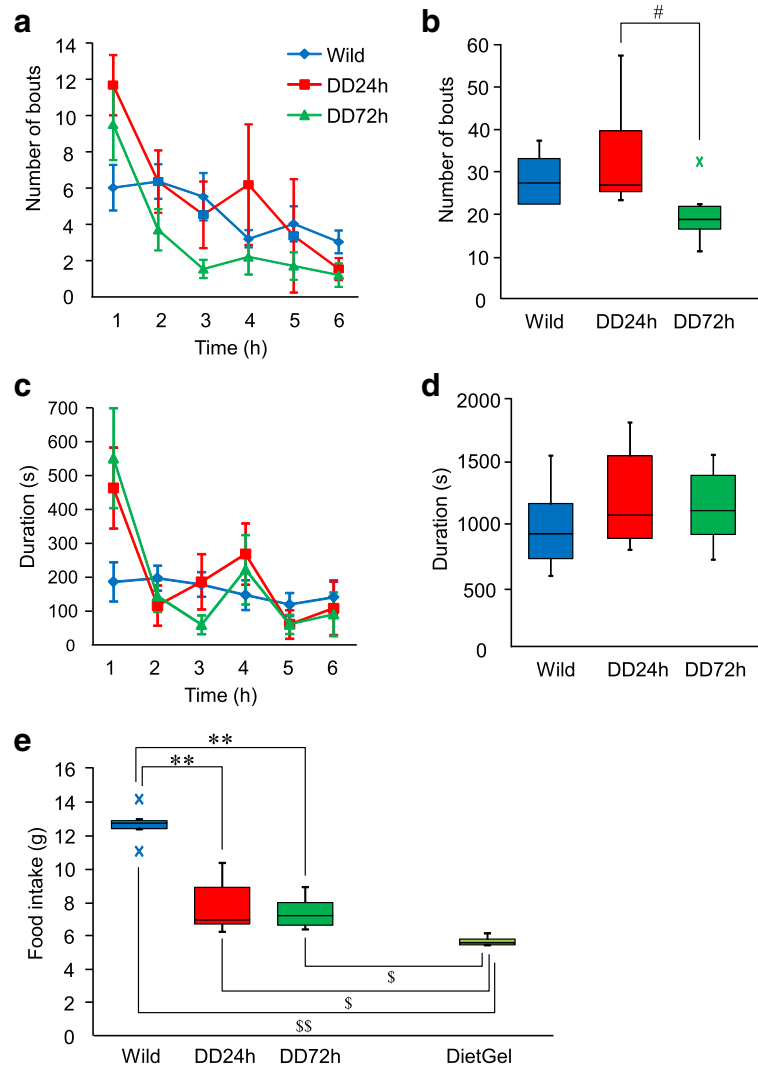 a
Number of bouts
14
12
10
8
6
4
2
0
1 2 3 4 5 6
Time (h)
Wild
DD24h
DD72h
b
Number of bouts
#
60
50
40
30
20
10
0
x
Wild DD24h DD72h
c
Duration (s)
700
600
500
400
300
200
100
0
1 2 3 4 5 6
Time (h)
d
Duration (s)
2000
1500
1000
500
0
Wild DD24h DD72h
e
Food intake (g)
16
14
12
10
8
6
4
2
0
**
**
x
x
$
$
$$
Wild DD24h DD72h DietGel